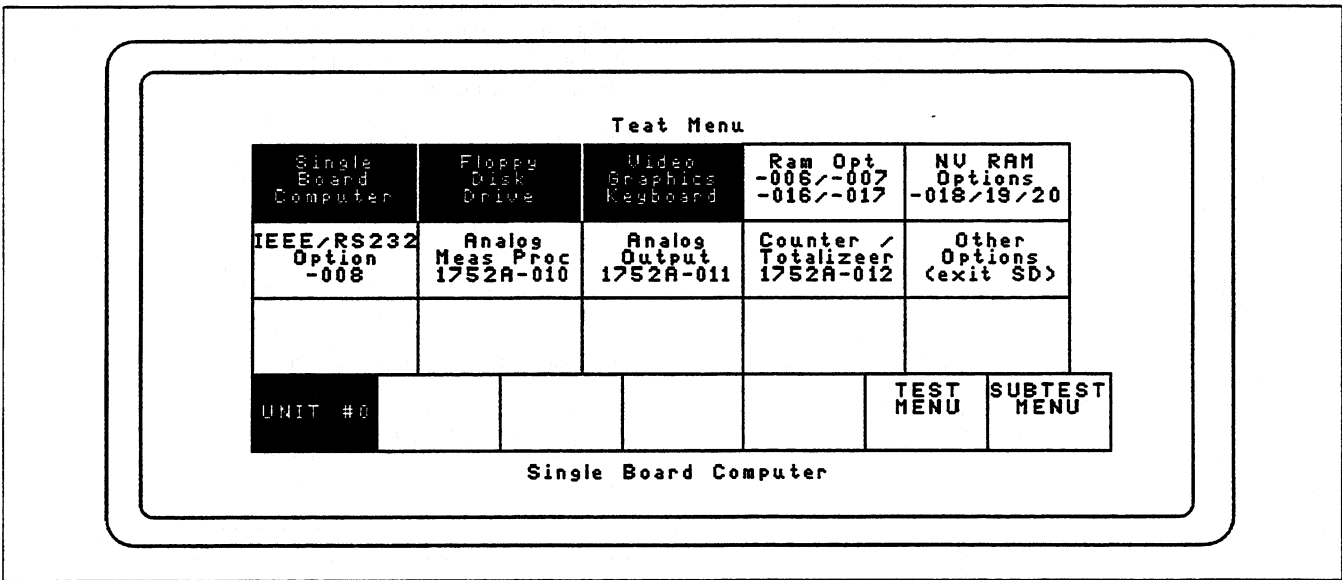 Teat Menu
Single
Board
Computer
Floppy
Disk
Drive
Video
Graphics
Keyboard
Ram Opt
-006/-007
-016/-017
NV RAM
Options
-018/19/20
IEEE/RS232
Option
-008
Analog
Meas Proc
1752A-010
Analog
Output
1752A-011
Counter /
Totalizeer
1752A-012
Other
Options
(exit SD)
UNIT #0
TEST
MENU
SUBTEST
MENU
Single Board Computer